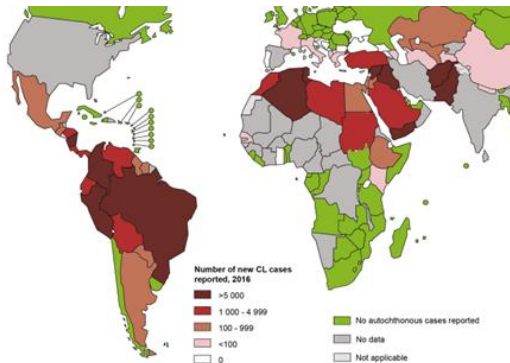 Number of new CL cases
reported, 2016
>5 000
1 000 - 4 999
100 - 999
<100
0
No autochthonous cases reported
No data
Not applicable